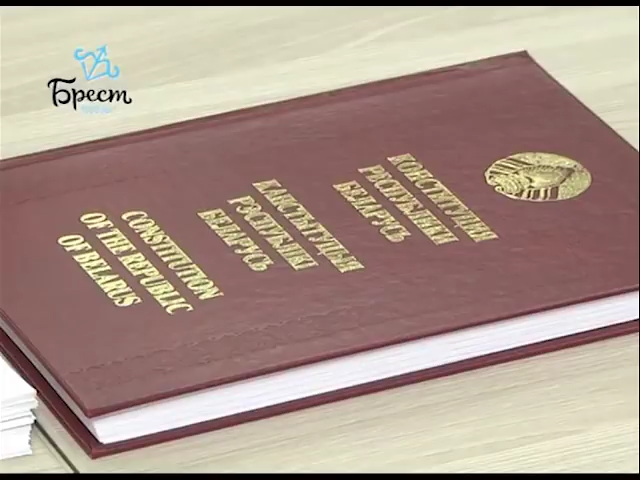 Брест
КОНСТИТУЦИЯ
РЕСПУБЛИКИ
БЕЛАРУСЬ
КАНСТЫТУЦЫЯ
РЭСПУБЛІКІ
БЕЛАРУСЬ
CONSTITUTION
OF THE REPUBLIC
OF BELARUS